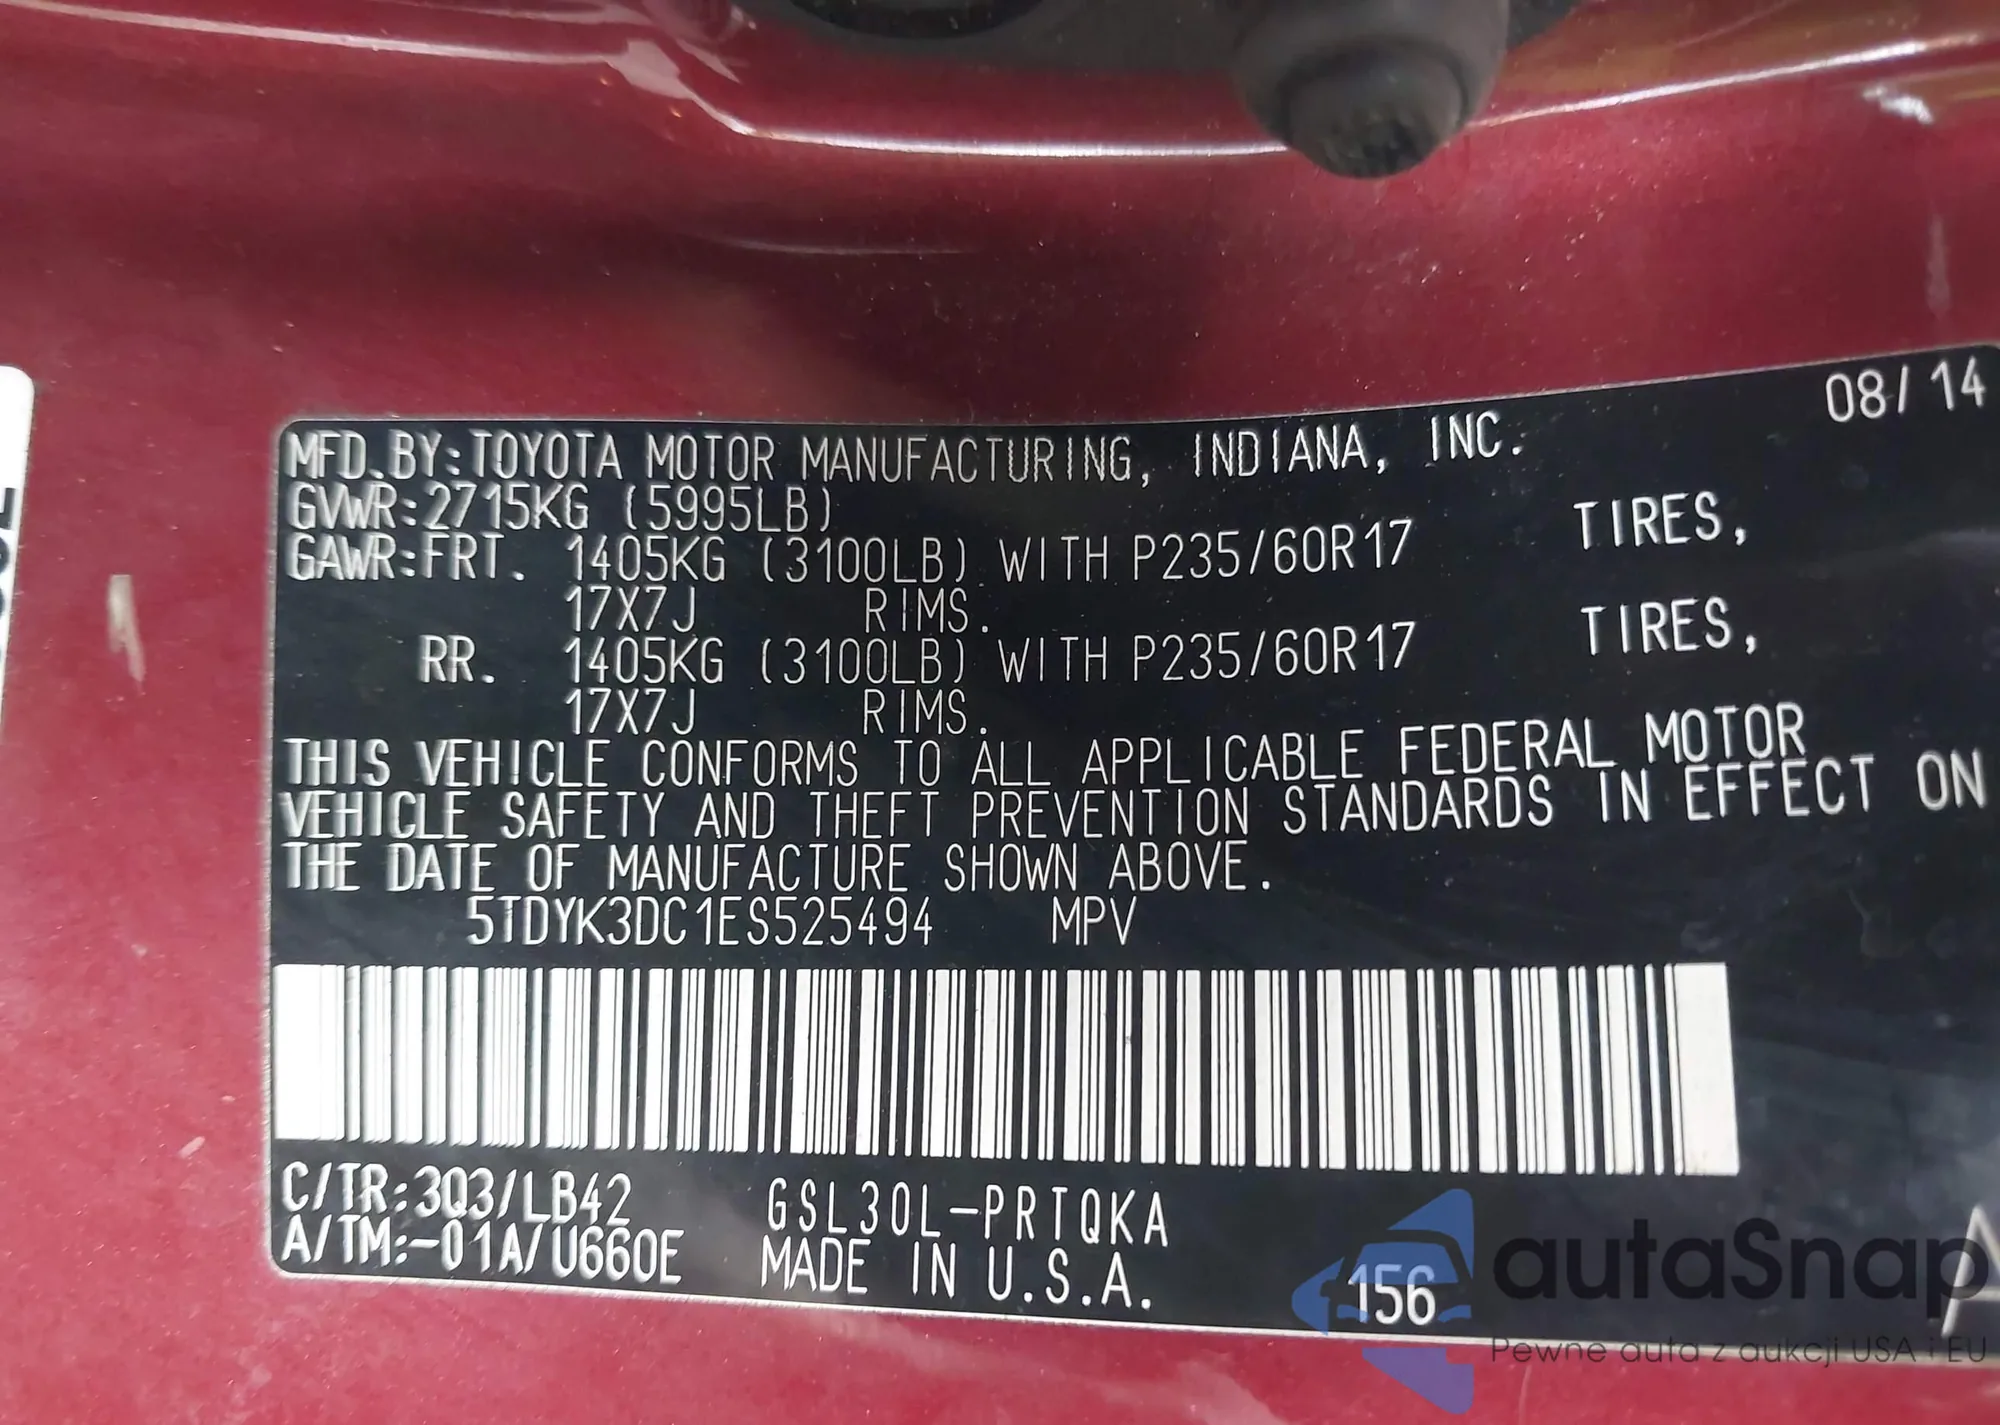 08/14
MFD.BY:TOYOTA MOTOR MANUFACTURING, INDIANA, INC.
GVWR:2715KG (5995LB)
GAWR:FRT. 1405KG (3100LB) WITH P235/60R17 TIRES,
17X7J RIMS.
RR. 1405KG (3100LB) WITH P235/60R17 TIRES,
17X7J RIMS.
THIS VEHICLE CONFORMS TO ALL APPLICABLE FEDERAL MOTOR
VEHICLE SAFETY AND THEFT PREVENTION STANDARDS IN EFFECT ON
THE DATE OF MANUFACTURE SHOWN ABOVE.
5TDYK3DC1ES525494 MPV
C/TR:3Q3/LB42 GSL30L-PRTQKA
A/TM:-01A/U660E MADE IN U.S.A. 156
autaSnap
Pewne auta z aukcji USA i EU